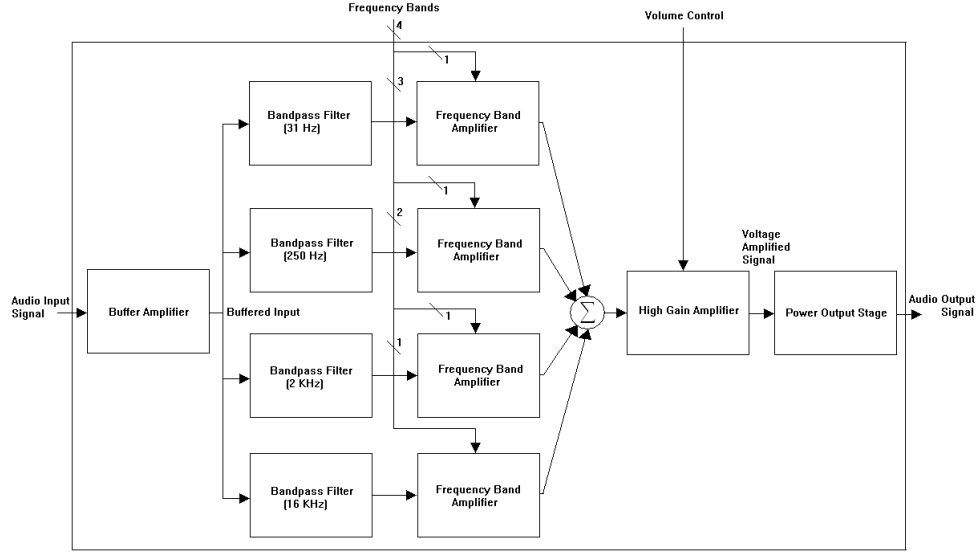 Frequency Bands
4
Volume Control
1
3
Bandpass Filter
(31 Hz)
Frequency Band
Amplifier
1
2
Bandpass Filter
(250 Hz)
Frequency Band
Amplifier
Voltage
Amplified
Signal
Audio Input
Signal
Buffer Amplifier
Buffered Input
Σ
High Gain Amplifier
Power Output Stage
Audio Output
Signal
1
1
Bandpass Filter
(2 KHz)
Frequency Band
Amplifier
Bandpass Filter
(16 KHz)
Frequency Band
Amplifier